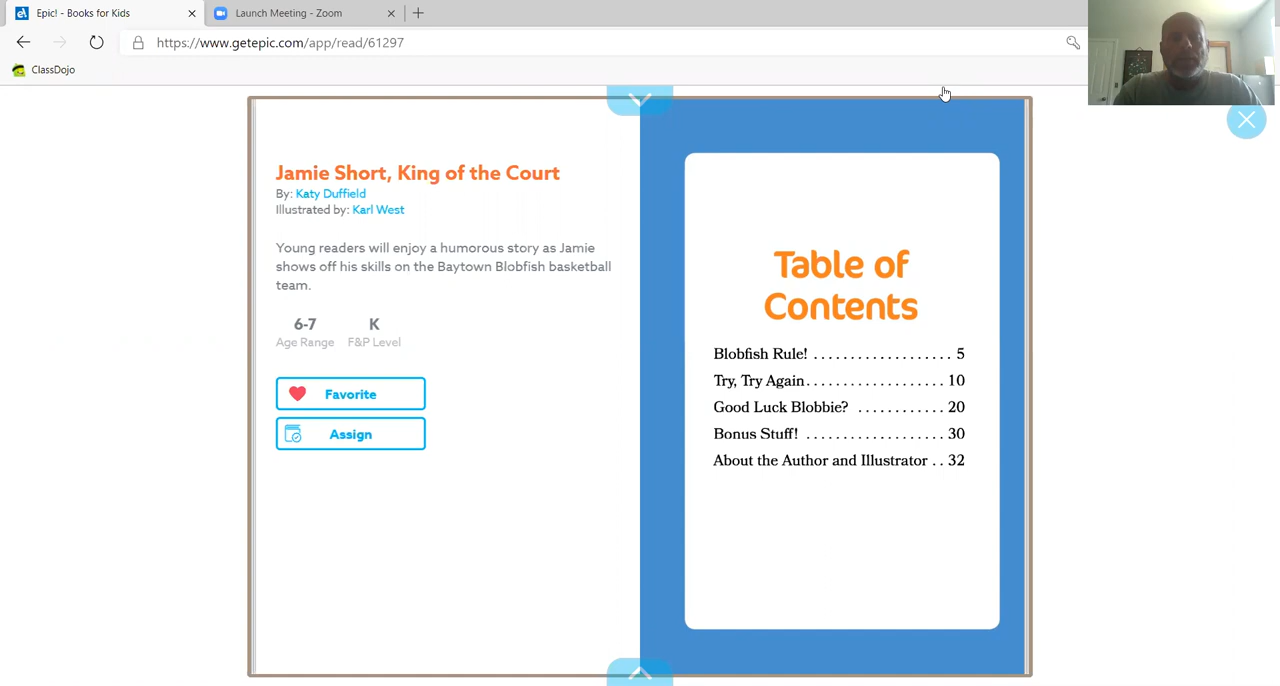 Epic! - Books for Kids
Launch Meeting - Zoom
https://www.getepic.com/app/read/61297
ClassDojo
Jamie Short, King of the Court
By: Katy Duffield
Illustrated by: Karl West
Young readers will enjoy a humorous story as Jamie
shows off his skills on the Baytown Blobfish basketball
team.
6-7 K
Age Range F&P Level
Favorite
Assign
Table of
Contents
Blobfish Rule! . . . . . . . . . . . . . . . . . . . 5
Try, Try Again . . . . . . . . . . . . . . . . . . . 10
Good Luck Blobbie? . . . . . . . . . . . . 20
Bonus Stuff! . . . . . . . . . . . . . . . . . . . 30
About the Author and Illustrator . . 32